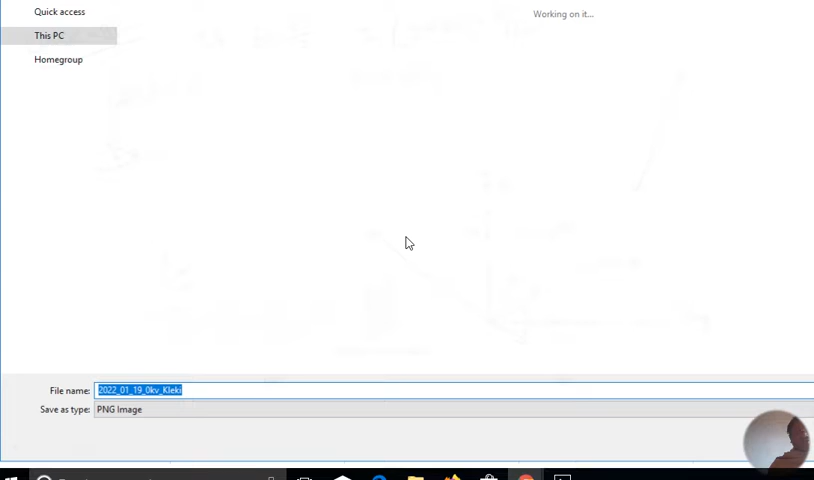 Quick access
Working on it...
This PC
Homegroup
File name: 2022_01_19_0kv_Kleki
Save as type: PNG Image